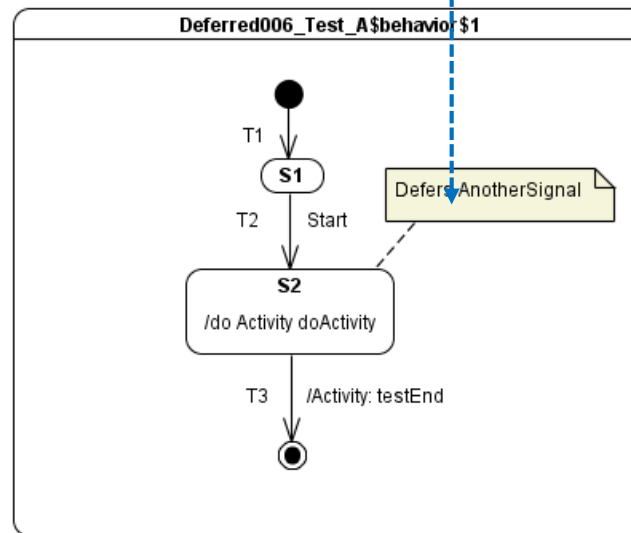 Deferred006_Test_A$behavior$1
T1
S1
T2 Start
Defers AnotherSignal
S2
/do Activity doActivity
T3 /Activity: testEnd